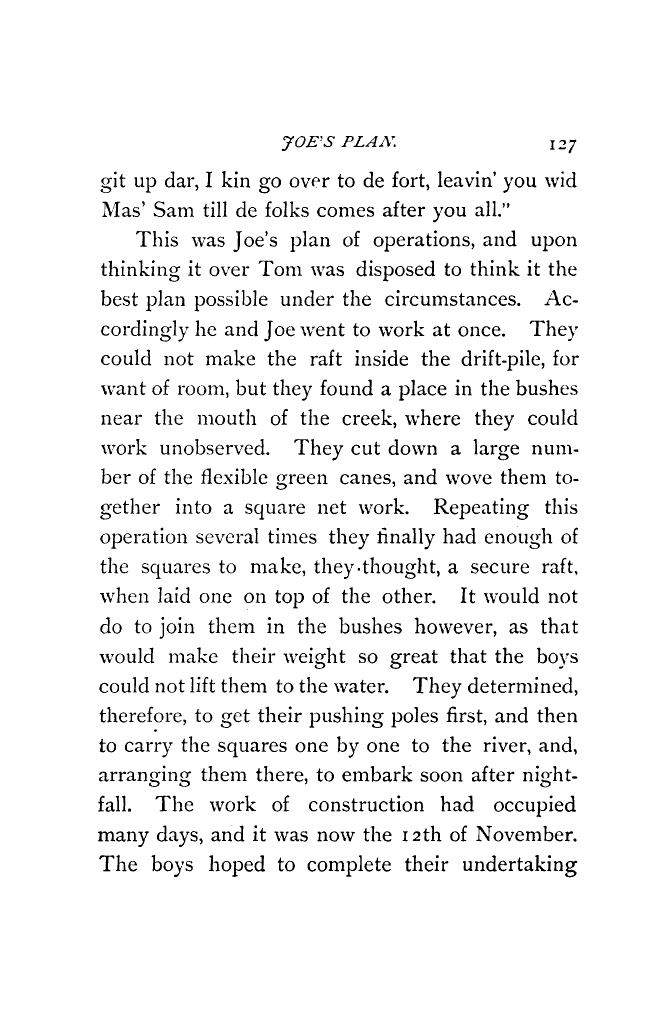 JOE'S PLAN. 127
git up dar, I kin go over to de fort, leavin' you wid
Mas' Sam till de folks comes after you all."
This was Joe's plan of operations, and upon
thinking it over Tom was disposed to think it the
best plan possible under the circumstances. Ac-
cordingly he and Joe went to work at once. They
could not make the raft inside the drift-pile, for
want of room, but they found a place in the bushes
near the mouth of the creek, where they could
work unobserved. They cut down a large num-
ber of the flexible green canes, and wove them to-
gether into a square net work. Repeating this
operation several times they finally had enough of
the squares to make, they thought, a secure raft,
when laid one on top of the other. It would not
do to join them in the bushes however, as that
would make their weight so great that the boys
could not lift them to the water. They determined,
therefore, to get their pushing poles first, and then
to carry the squares one by one to the river, and,
arranging them there, to embark soon after night-
fall. The work of construction had occupied
many days, and it was now the 12th of November.
The boys hoped to complete their undertaking